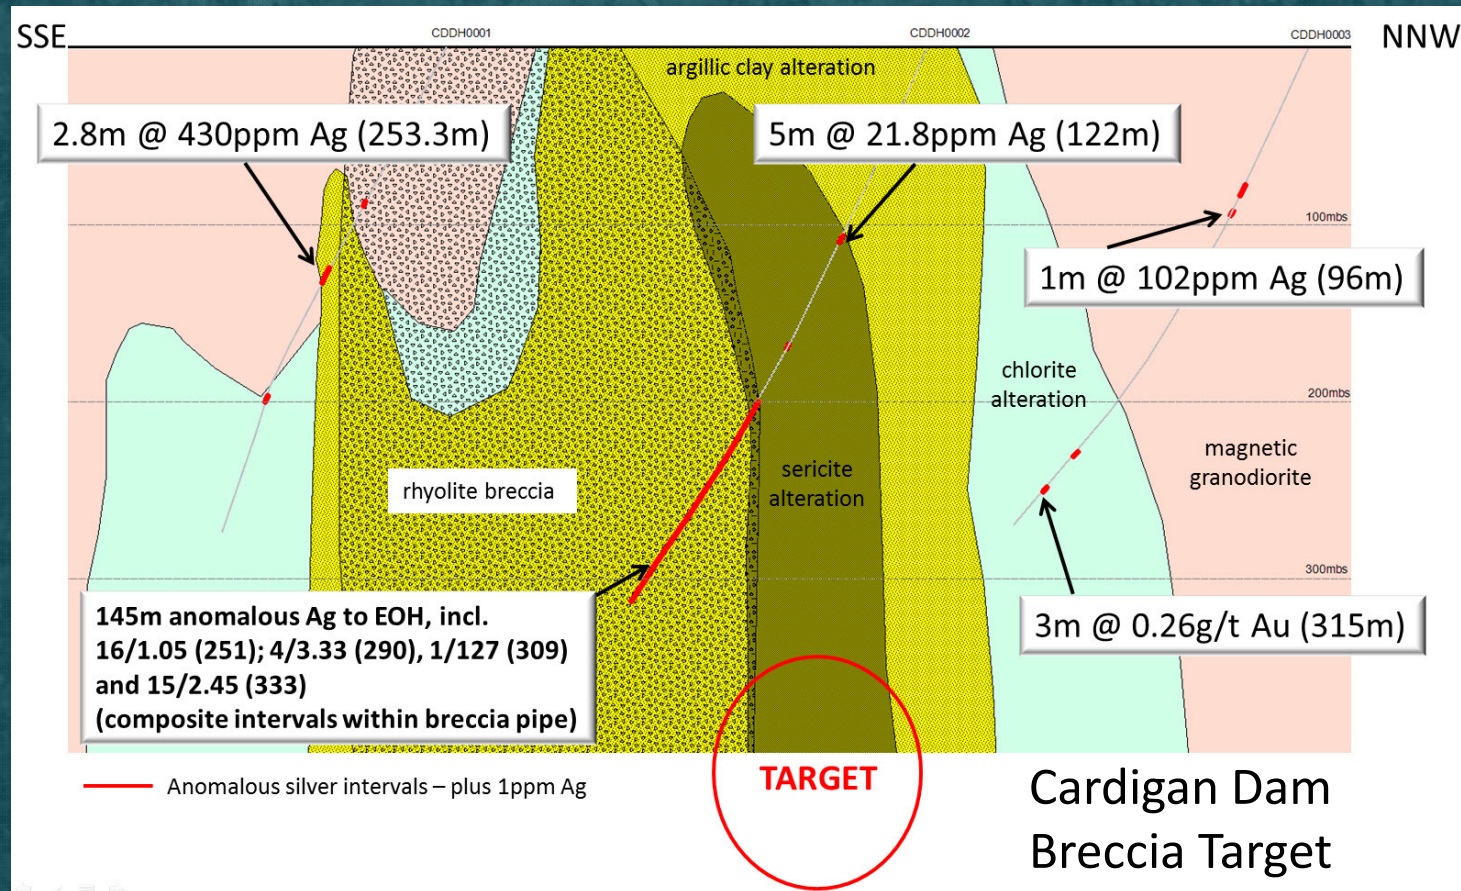 SSE
CDDH0001
CDDH0002
CDDH0003
NNW
argillic clay alteration
2.8m @ 430ppm Ag (253.3m)
5m @ 21.8ppm Ag (122m)
100mbs
1m @ 102ppm Ag (96m)
chlorite
alteration
200mbs
magnetic
granodiorite
rhyolite breccia
sericite
alteration
300mbs
145m anomalous Ag to EOH, incl.
16/1.05 (251); 4/3.33 (290), 1/127 (309)
and 15/2.45 (333)
(composite intervals within breccia pipe)
3m @ 0.26g/t Au (315m)
TARGET
Anomalous silver intervals – plus 1ppm Ag
Cardigan Dam
Breccia Target